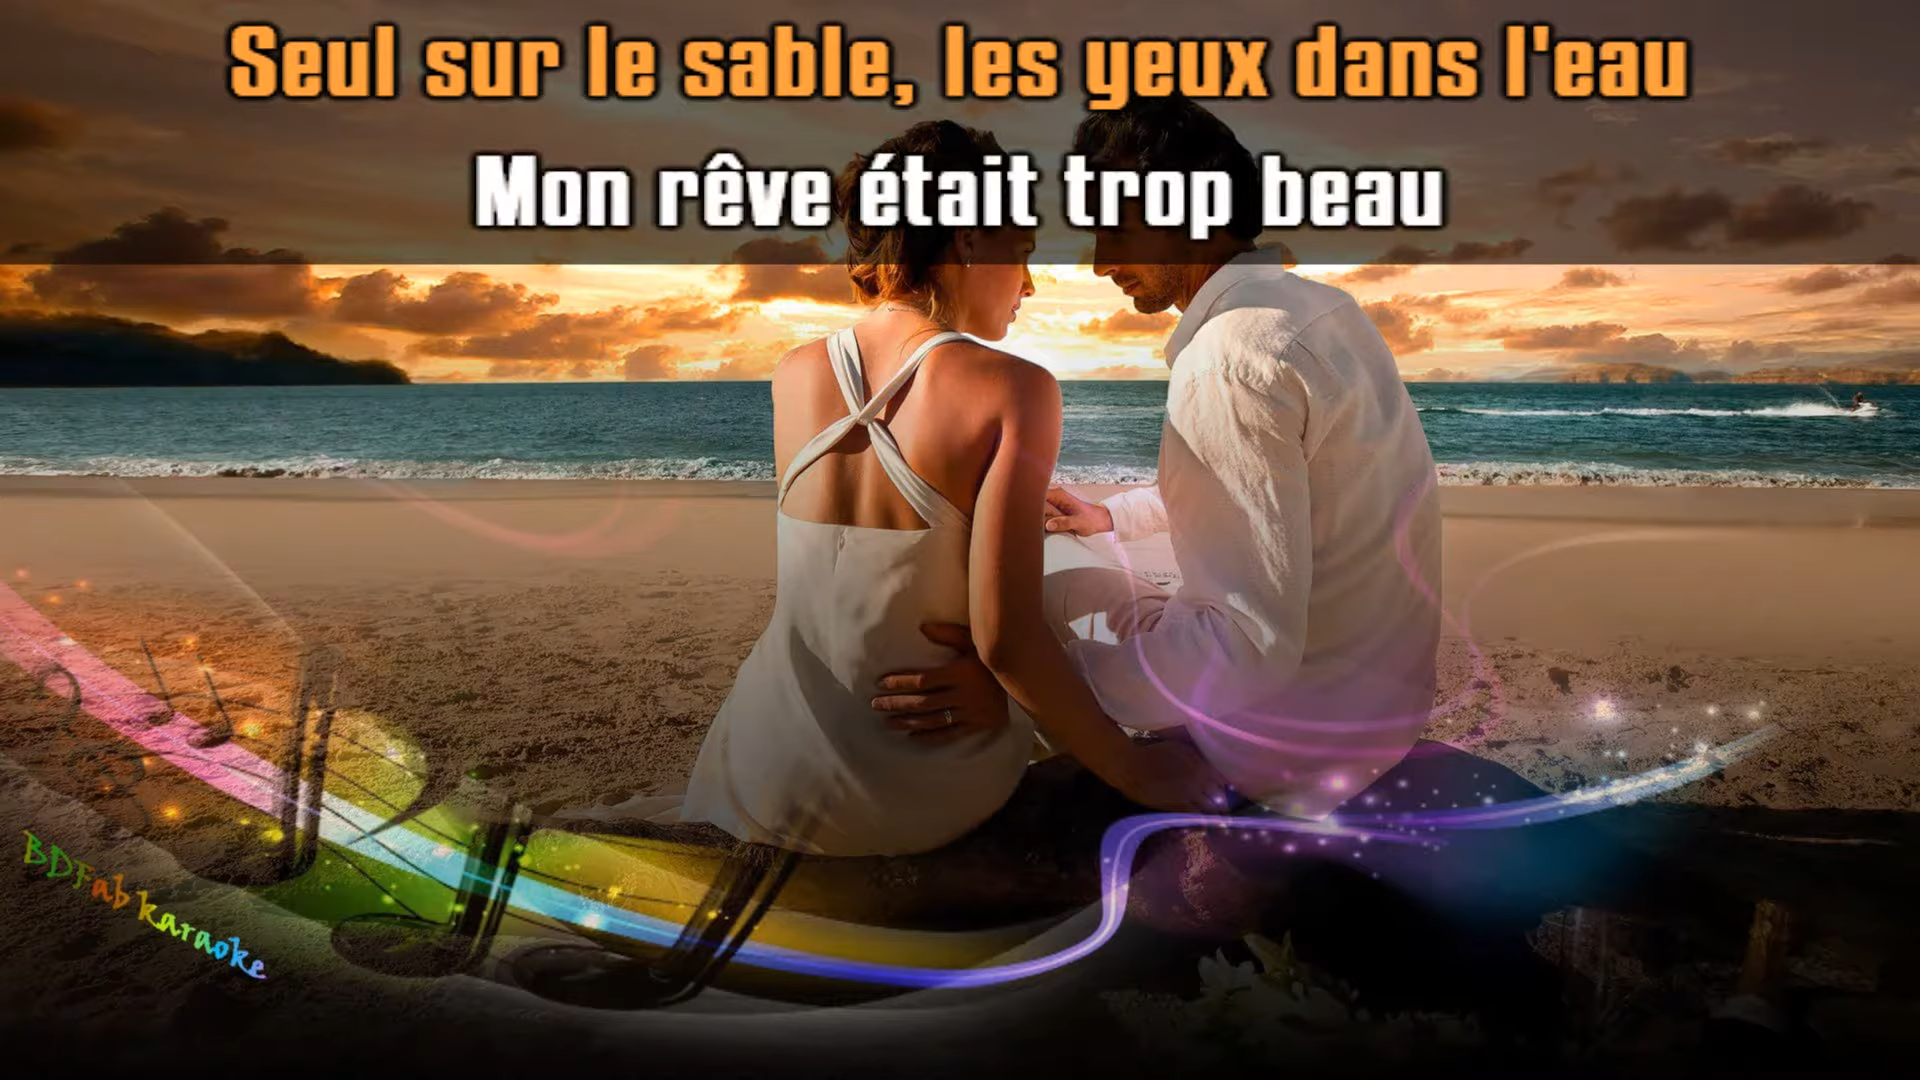 Seul sur le sable, les yeux dans l'eau
Mon rêve était trop beau
BDFab karaoke